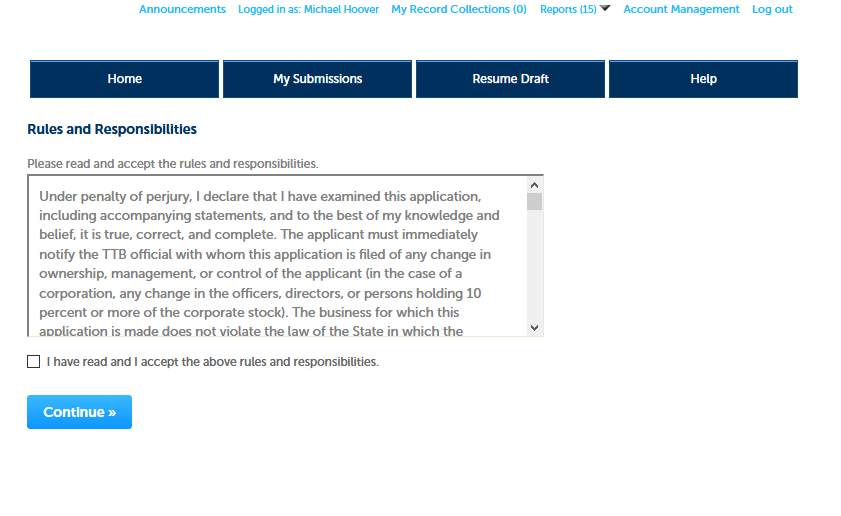 Announcements Logged in as: Michael Hoover My Record Collections (0) Reports (15) Account Management Log out
Home My Submissions Resume Draft Help
Rules and Responsibilities
Please read and accept the rules and responsibilities.
Under penalty of perjury, I declare that I have examined this application,
including accompanying statements, and to the best of my knowledge and
belief, it is true, correct, and complete. The applicant must immediately
notify the TTB official with whom this application is filed of any change in
ownership, management, or control of the applicant (in the case of a
corporation, any change in the officers, directors, or persons holding 10
percent or more of the corporate stock). The business for which this
application is made does not violate the law of the State in which the
I have read and I accept the above rules and responsibilities.
Continue »